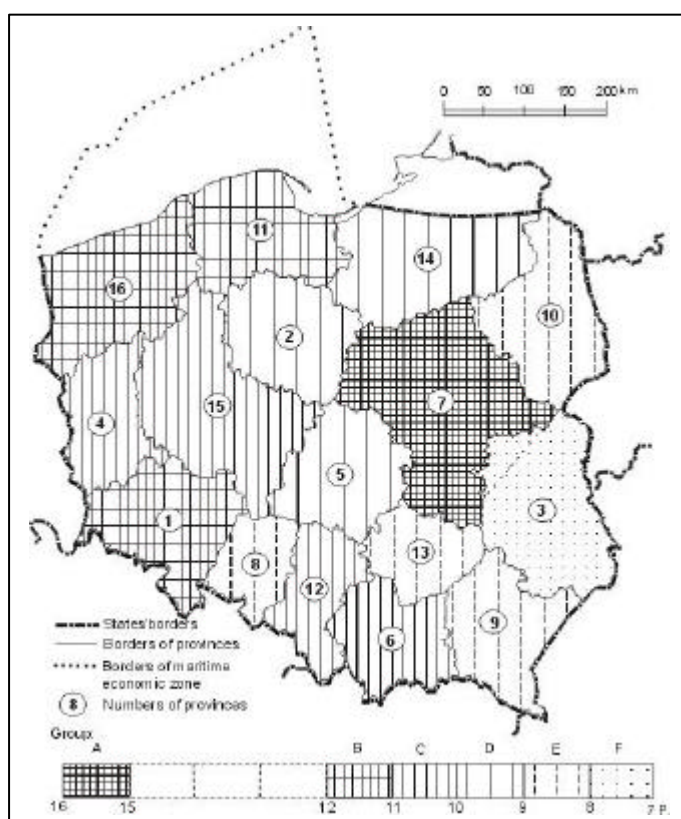 0 50 100 150 200 km
11
14
16
10
2
7
15
4
5
3
1
8
13
12
9
6
States/borders
Borders of provinces
Borders of maritima
economic zone
8 Numbers of provinces
Group:
A B C D E F
16 15 12 11 10 9 8 7 P.